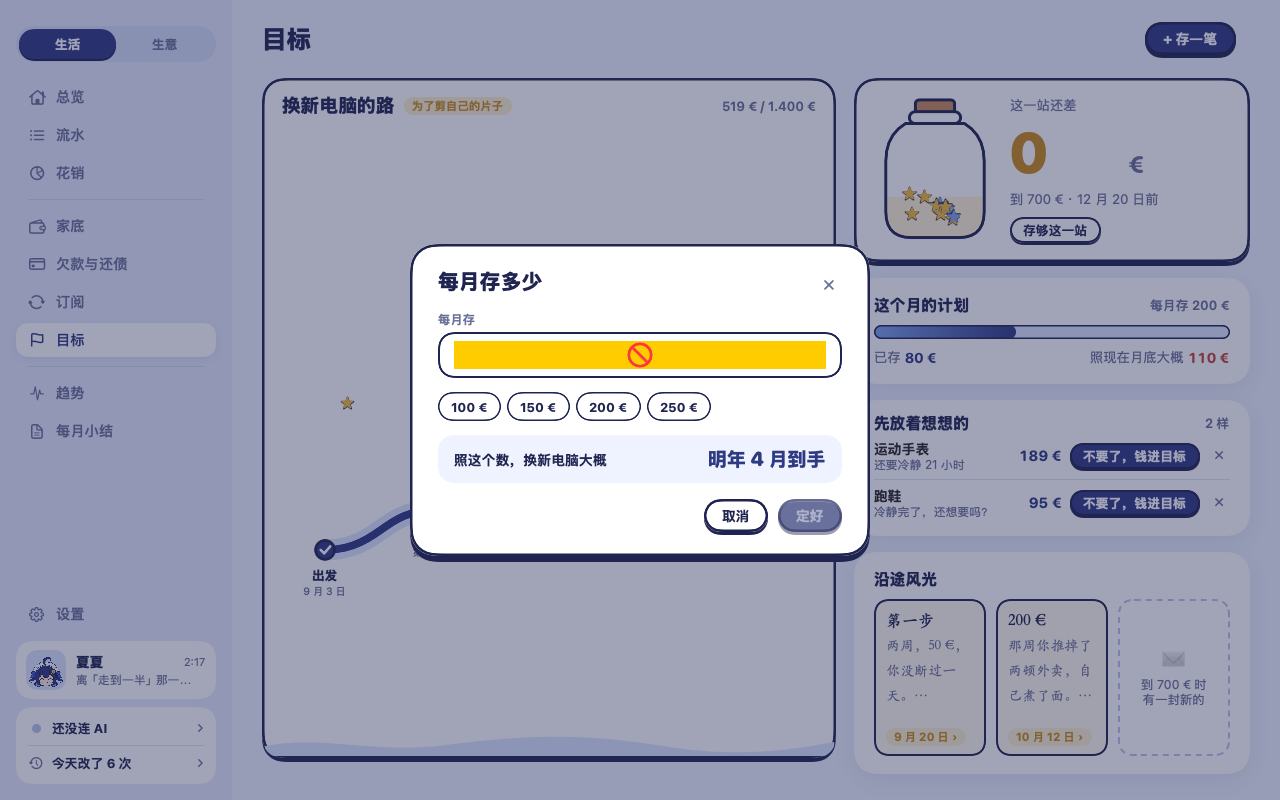 生活
生意
总览
流水
花销
家底
欠款与还债
订阅
目标
趋势
每月小结
设置
夏夏
2:17
离「走到一半」那一…
还没连 AI
今天改了 6 次
目标
+ 存一笔
换新电脑的路
为了剪自己的片子
519 € / 1.400 €
出发
9 月 3 日
这一站还差
0 €
到 700 € · 12 月 20 日前
存够这一站
这个月的计划
每月存 200 €
已存 80 €
照现在月底大概 110 €
先放着想想的
2 样
运动手表
还要冷静 21 小时
189 €
不要了，钱进目标
跑鞋
冷静完了，还想要吗?
95 €
不要了，钱进目标
沿途风光
第一步
两周，50 €，
你没断过一
天。…
9 月 20 日 ›
200 €
那周你推掉了
两顿外卖，自
己煮了面。…
10 月 12 日 ›
到 700 € 时
有一封新的
每月存多少
每月存
100 €
150 €
200 €
250 €
照这个数，换新电脑大概
明年 4 月到手
取消
定好